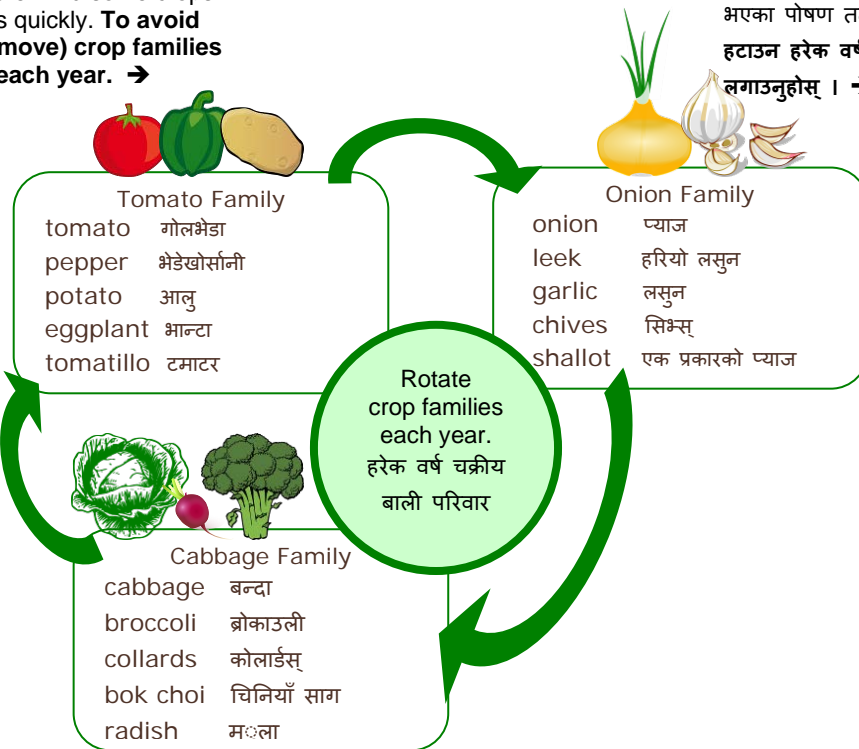 s quickly. To avoid
move) crop families
each year. ➔
भएका पोषण
हटाउन हरेक वर्ष
लगाउनुहोस् । ➔
Tomato Family
tomato गोलभेडा
pepper भेडेखोर्सानी
potato आलु
eggplant भान्टा
tomatillo टमाटर
Onion Family
onion प्याज
leek हरियो लसुन
garlic लसुन
chives सिभ्स्
shallot एक प्रकारको प्याज
Rotate
crop families
each year.
हरेक वर्ष चक्रीय
बाली परिवार
Cabbage Family
cabbage बन्दा
broccoli ब्रोकाउली
collards कोलार्डस्
bok choi चिनियाँ साग
radish म◌ला